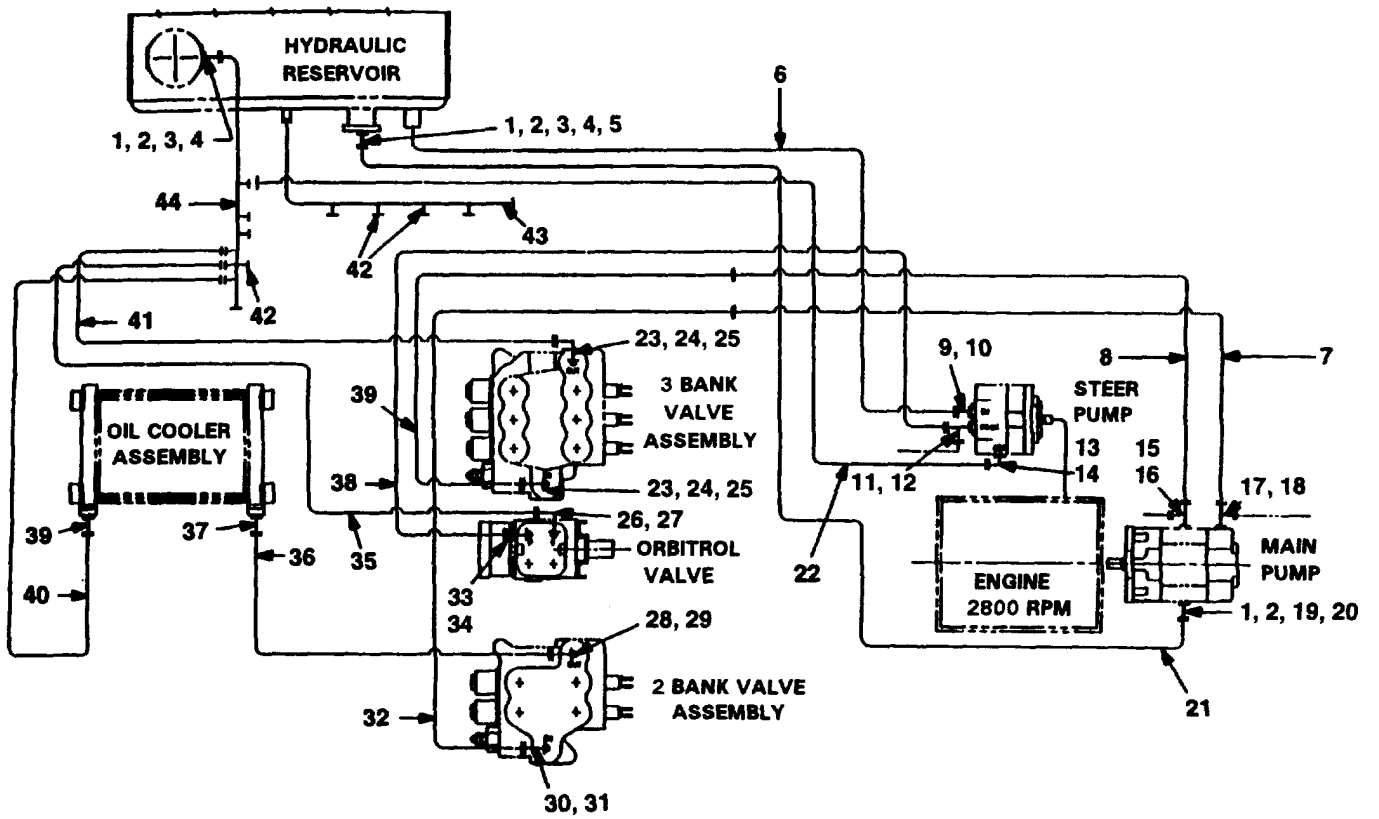 HYDRAULIC
RESERVOIR
6
1, 2, 3, 4
1, 2, 3, 4, 5
44
43
42
42
41
23, 24, 25
9, 10
8
7
3 BANK
VALVE
ASSEMBLY
STEER
PUMP
39
OIL COOLER
ASSEMBLY
13
14
15
16
38
23, 24, 25
11, 12
17, 18
39
37
35
26, 27
ORBITROL
VALVE
36
22
ENGINE
2800 RPM
MAIN
PUMP
40
33
34
28, 29
1, 2, 19, 20
32
2 BANK VALVE
ASSEMBLY
21
30, 31